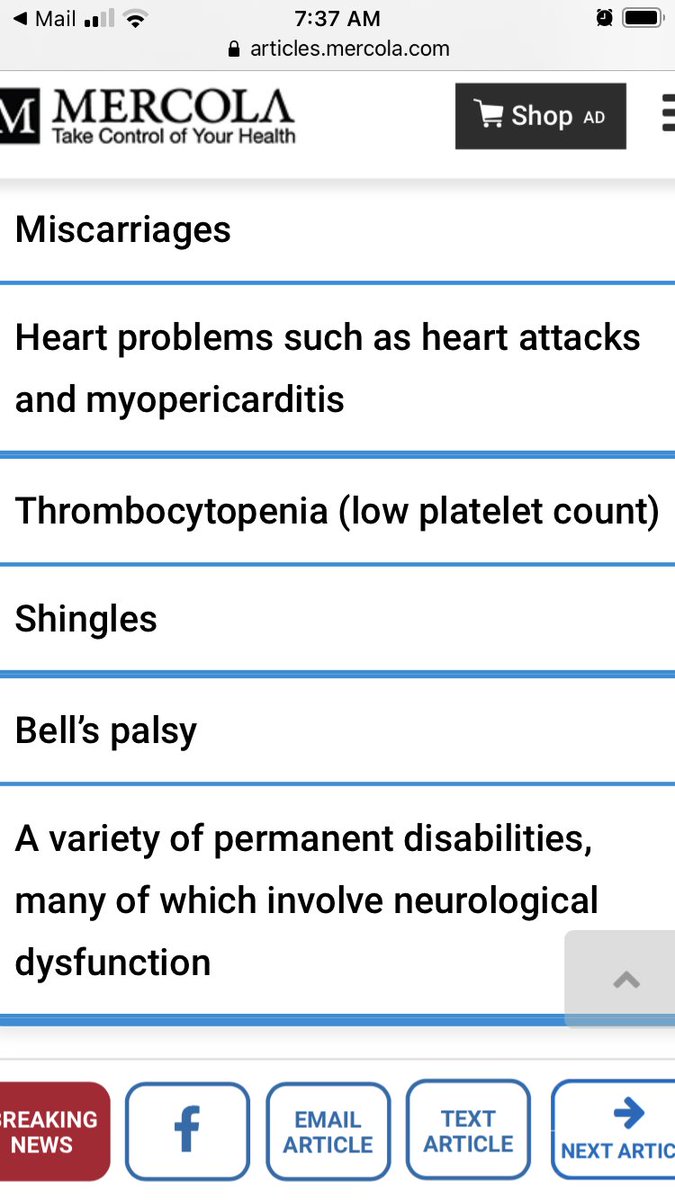 Mail
7:37 AM
articles.mercola.com
M MERCOLA
Take Control of Your Health
Shop AD
Miscarriages
Heart problems such as heart attacks
and myopericarditis
Thrombocytopenia (low platelet count)
Shingles
Bell’s palsy
A variety of permanent disabilities,
many of which involve neurological
dysfunction
REAKING
NEWS
f
EMAIL
ARTICLE
TEXT
ARTICLE
NEXT ARTIC